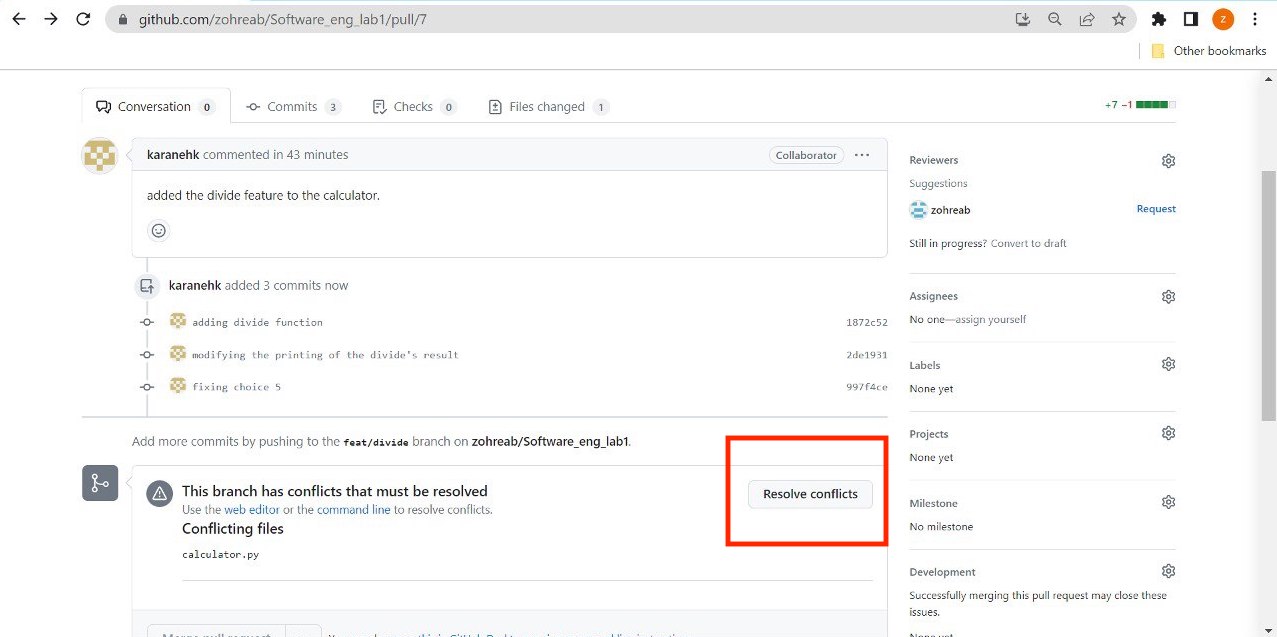 github.com/zohreab/Software_eng_lab1/pull/7
Z
Other bookmarks
Conversation 0
Commits 3
Checks 0
Files changed 1
+7 −1
karanehk commented in 43 minutes
Collaborator
added the divide feature to the calculator.
karanehk added 3 commits now
adding divide function 1872c52
modifying the printing of the divide's result 2de1931
fixing choice 5 997f4ce
Add more commits by pushing to the feat/divide branch on zohreab/Software_eng_lab1.
This branch has conflicts that must be resolved
Use the web editor or the command line to resolve conflicts.
Conflicting files
calculator.py
Resolve conflicts
Reviewers
Suggestions
zohreab Request
Still in progress? Convert to draft
Assignees
No one—assign yourself
Labels
None yet
Projects
None yet
Milestone
No milestone
Development
Successfully merging this pull request may close these
issues.
None yet
Merge pull request